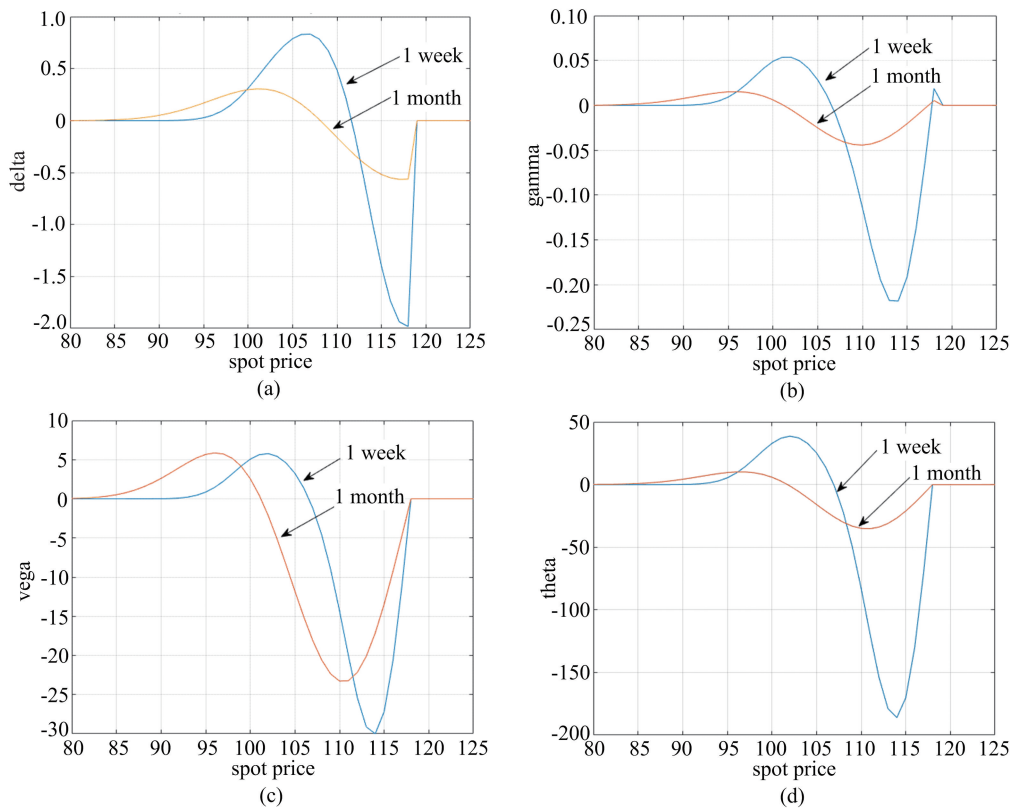 1.0
0.5
0
-0.5
-1.0
-1.5
-2.0
delta
1 week
1 month
80 85 90 95 100 105 110 115 120 125
spot price
(a)
0.10
0.05
0
-0.05
-0.10
-0.15
-0.20
-0.25
gamma
1 week
1 month
80 85 90 95 100 105 110 115 120 125
spot price
(b)
10
5
0
-5
-10
-15
-20
-25
-30
vega
1 week
1 month
80 85 90 95 100 105 110 115 120 125
spot price
(c)
50
0
-50
-100
-150
-200
theta
1 week
1 month
80 85 90 95 100 105 110 115 120 125
spot price
(d)